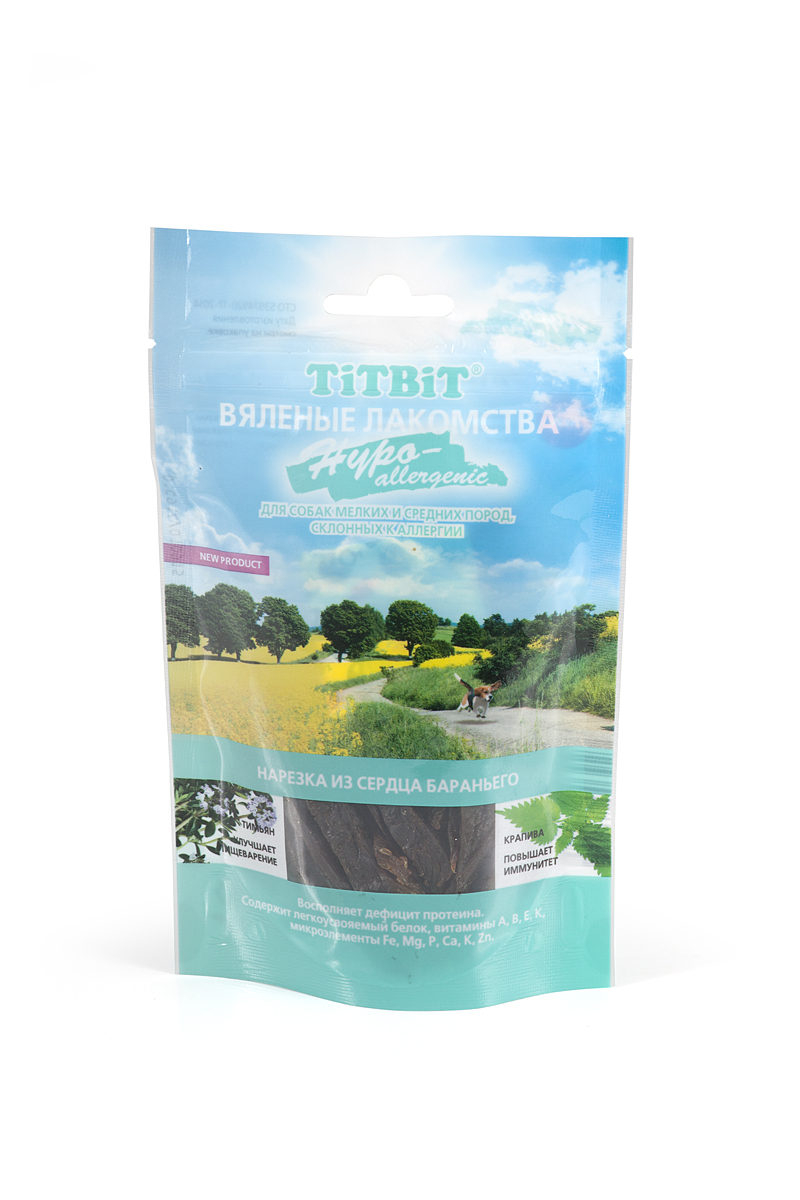 TiTBiT®
ВЯЛЕНЫЕ ЛАКОМСТВА
Hypo-
allergenic
ДЛЯ СОБАК МЕЛКИХ И СРЕДНИХ ПОРОД,
СКЛОННЫХ К АЛЛЕРГИИ
NEW PRODUCT
НАРЕЗКА ИЗ СЕРДЦА БАРАНЬЕГО
ТИМЬЯН
УЛУЧШАЕТ
ПИЩЕВАРЕНИЕ
КРАПИВА
ПОВЫШАЕТ
ИММУНИТЕТ
Восполняет дефицит протеина.
Содержит легкоусвояемый белок, витамины А, В, Е, К,
микроэлементы Fe, Mg, P, Ca, K, Zn.